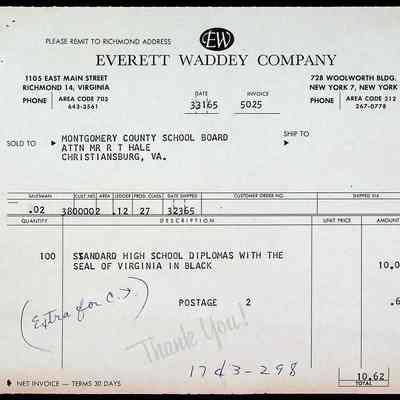 PLEASE REMIT TO RICHMOND ADDRESS
EW
EVERETT WADDEY COMPANY
1105 EAST MAIN STREET
RICHMOND 14, VIRGINIA
PHONE AREA CODE 703
643-3561
DATE INVOICE
33165 5025
728 WOOLWORTH BLDG.
NEW YORK 7, NEW YORK
PHONE AREA CODE 212
267-0778
SOLD TO
MONTGOMERY COUNTY SCHOOL BOARD
ATTN MR R T HALE
CHRISTIANSBURG, VA.
SHIP TO
SALESMAN CUST. NO. AREA LEDGER PROD. CLASS DATE SHIPPED CUSTOMER ORDER NO. SHIPPED VIA
.02 3800002 .12 27 32365
QUANTITY DESCRIPTION UNIT PRICE AMOUNT
100 STANDARD HIGH SCHOOL DIPLOMAS WITH THE
SEAL OF VIRGINIA IN BLACK 10.0
POSTAGE 2 .6
(Extra for C.)
Thank You!
17d3-298
NET INVOICE — TERMS 30 DAYS
10.62
TOTAL